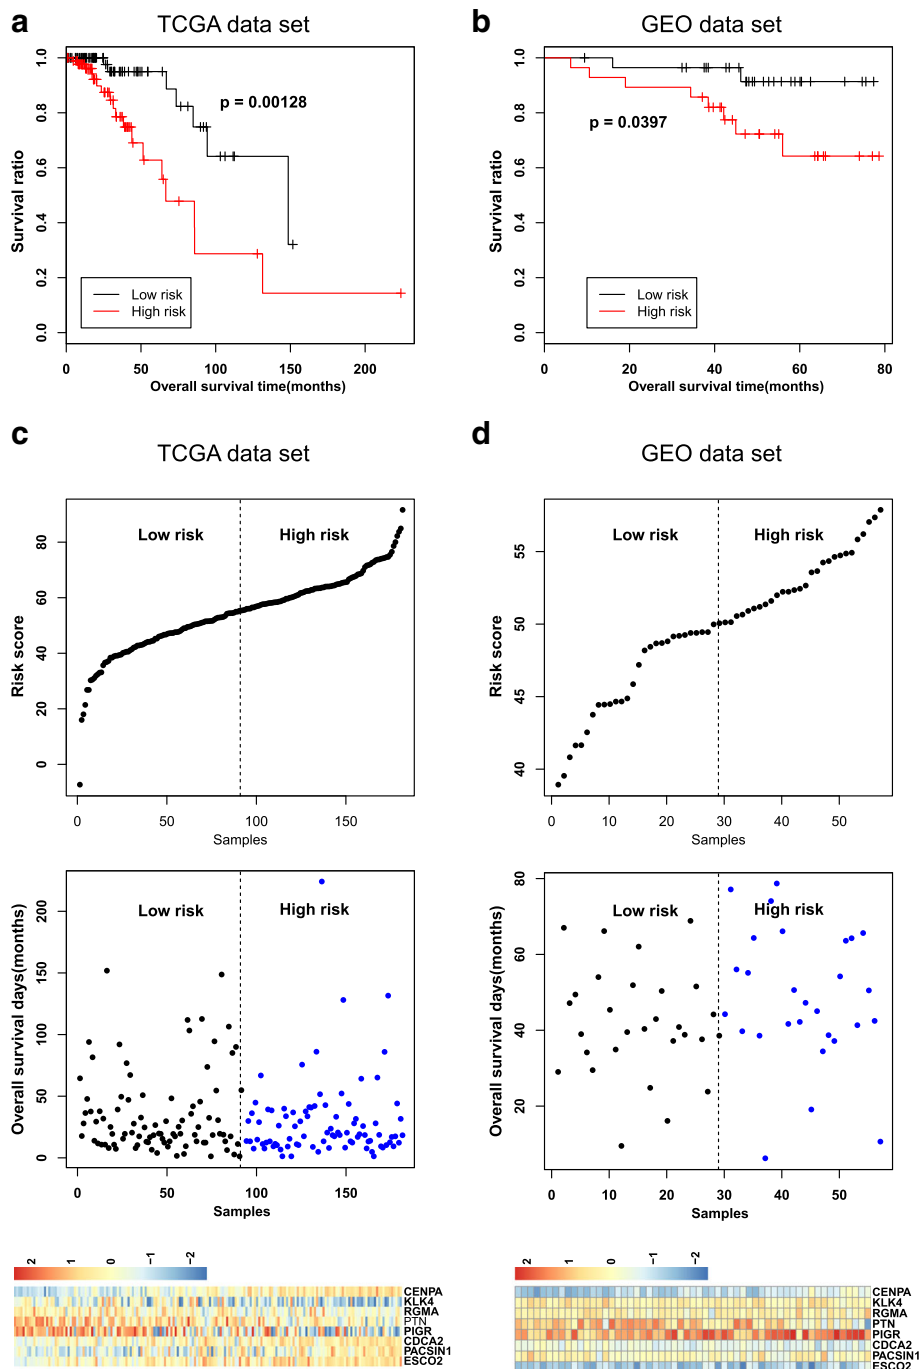 a
TCGA data set
1.0
0.8
0.6
0.4
0.2
0.0
Survival ratio
p = 0.00128
Low risk
High risk
0 50 100 150 200
Overall survival time(months)
b
GEO data set
1.0
0.8
0.6
0.4
0.2
0.0
Survival ratio
p = 0.0397
Low risk
High risk
0 20 40 60 80
Overall survival time(months)
c
TCGA data set
Low risk High risk
80
60
40
20
0
Risk score
0 50 100 150
Samples
d
GEO data set
Low risk High risk
55
50
45
40
Risk score
0 10 20 30 40 50
Samples
Low risk High risk
200
150
100
50
0
Overall survival days(months)
0 50 100 150
Samples
Low risk High risk
80
60
40
20
Overall survival days(months)
0 10 20 30 40 50
Samples
2 1 0 −1 −2
CENPA
KLK4
RGMA
PTN
PIGR
CDCA2
PACSIN1
ESCO2
2 1 0 −1 −2
CENPA
KLK4
RGMA
PTN
PIGR
CDCA2
PACSIN1
ESCO2